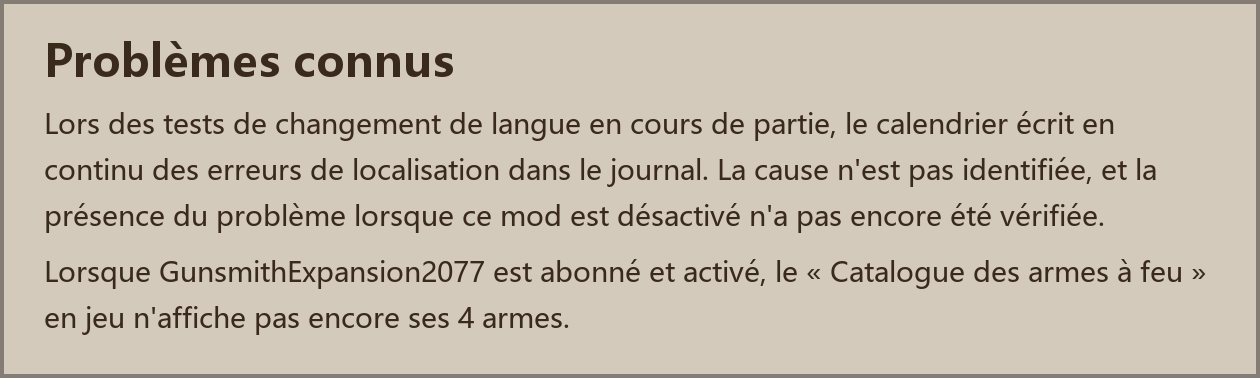 Problèmes connus
Lors des tests de changement de langue en cours de partie, le calendrier écrit en
continu des erreurs de localisation dans le journal. La cause n'est pas identifiée, et la
présence du problème lorsque ce mod est désactivé n'a pas encore été vérifiée.
Lorsque GunsmithExpansion2077 est abonné et activé, le « Catalogue des armes à feu »
en jeu n'affiche pas encore ses 4 armes.